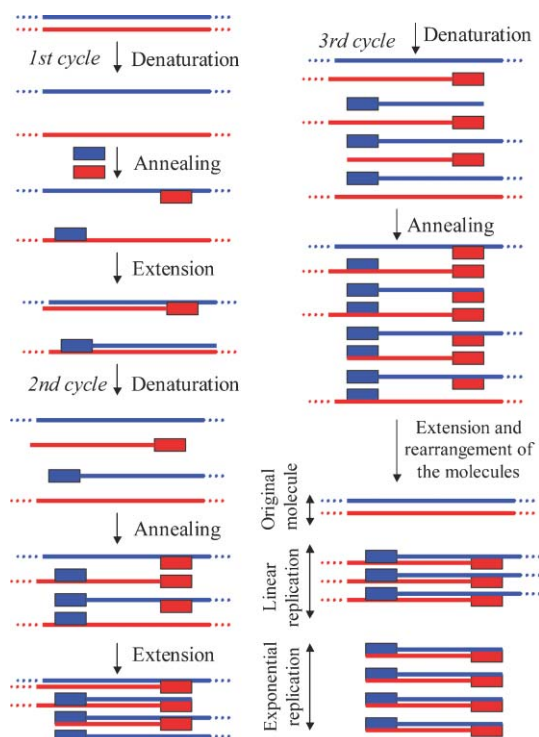 1st cycle
Denaturation
Annealing
Extension
2nd cycle
Denaturation
Annealing
Extension
3rd cycle
Denaturation
Annealing
Extension and
rearrangement of
the molecules
Original
molecule
Linear
replication
Exponential
replication